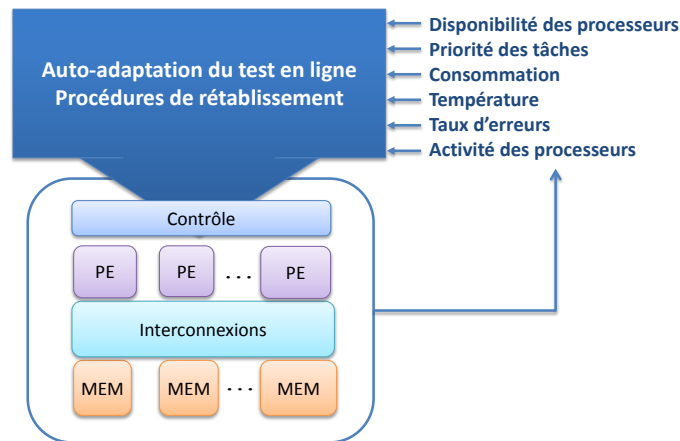 Auto-adaptation du test en ligne
Procédures de rétablissement
Disponibilité des processeurs
Priorité des tâches
Consommation
Température
Taux d'erreurs
Activité des processeurs
Contrôle
PE PE ... PE
Interconnexions
MEM MEM ... MEM